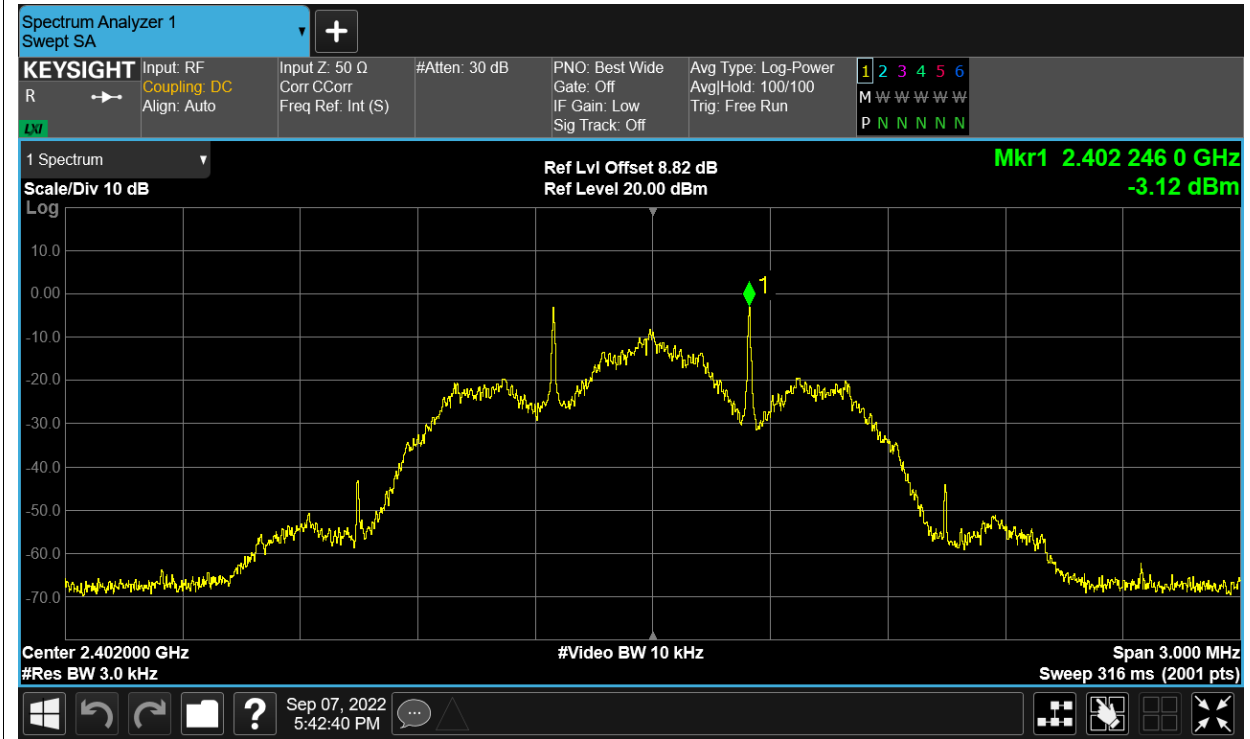 Spectrum Analyzer 1
Swept SA
KEYSIGHT
R
LXI
Input: RF
Coupling: DC
Align: Auto
Input Z: 50 Ω
Corr CCorr
Freq Ref: Int (S)
#Atten: 30 dB
PNO: Best Wide
Gate: Off
IF Gain: Low
Sig Track: Off
Avg Type: Log-Power
Avg|Hold: 100/100
Trig: Free Run
1 2 3 4 5 6
M W W W W W
P N N N N N
1 Spectrum
Scale/Div 10 dB
Log
Ref Lvl Offset 8.82 dB
Ref Level 20.00 dBm
Mkr1 2.402 246 0 GHz
-3.12 dBm
10.0
0.00
-10.0
-20.0
-30.0
-40.0
-50.0
-60.0
-70.0
1
Center 2.402000 GHz
#Res BW 3.0 kHz
#Video BW 10 kHz
Span 3.000 MHz
Sweep 316 ms (2001 pts)
?
Sep 07, 2022
5:42:40 PM